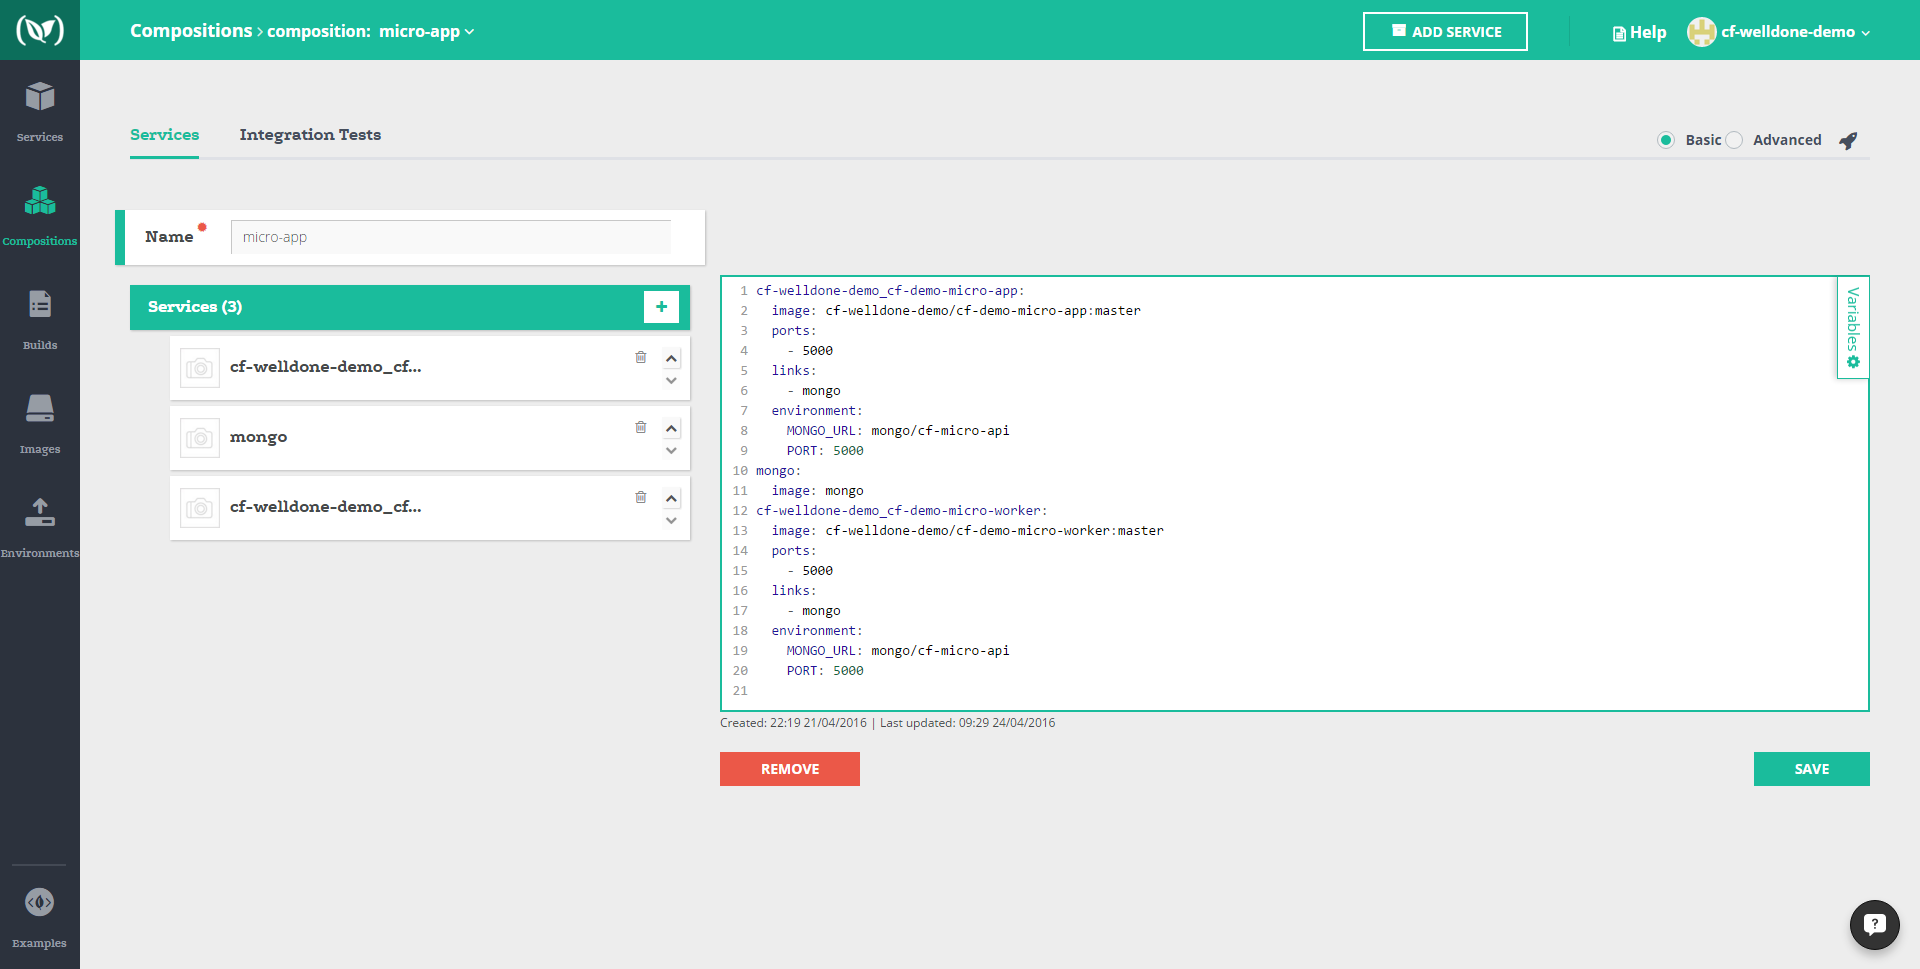 Compositions › composition: micro-app
ADD SERVICE
Help
cf-welldone-demo
Services
Compositions
Builds
Images
Environments
Examples
Services
Integration Tests
Basic
Advanced
Name
micro-app
Services (3)
+
cf-welldone-demo_cf...
mongo
cf-welldone-demo_cf...
1 cf-welldone-demo_cf-demo-micro-app:
2   image: cf-welldone-demo/cf-demo-micro-app:master
3   ports:
4     - 5000
5   links:
6     - mongo
7   environment:
8     MONGO_URL: mongo/cf-micro-api
9     PORT: 5000
10 mongo:
11   image: mongo
12 cf-welldone-demo_cf-demo-micro-worker:
13   image: cf-welldone-demo/cf-demo-micro-worker:master
14   ports:
15     - 5000
16   links:
17     - mongo
18   environment:
19     MONGO_URL: mongo/cf-micro-api
20     PORT: 5000
21
Variables
Created: 22:19 21/04/2016 | Last updated: 09:29 24/04/2016
REMOVE
SAVE
?